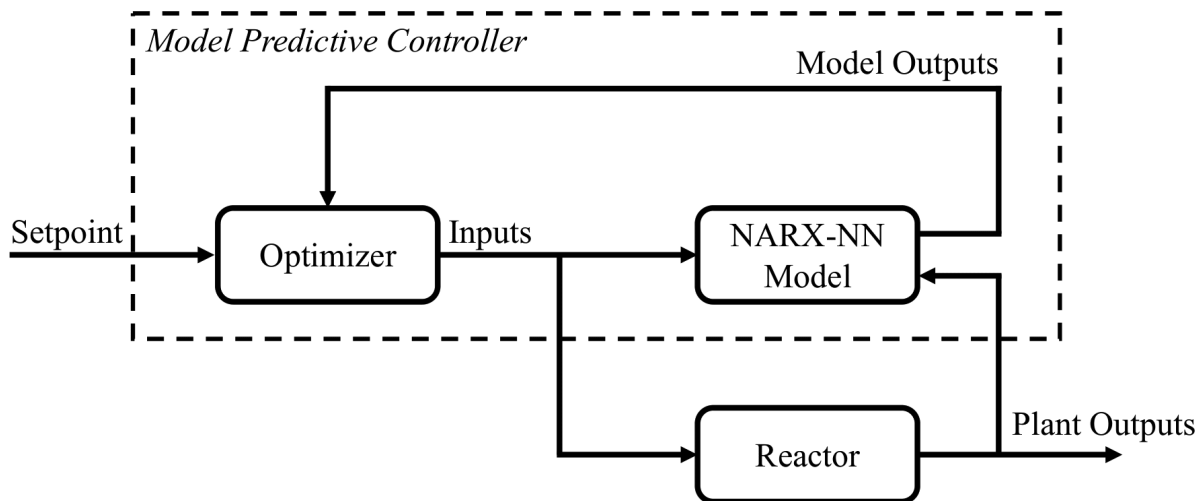 Model Predictive Controller
Model Outputs
Setpoint
Optimizer
Inputs
NARX-NN
Model
Reactor
Plant Outputs